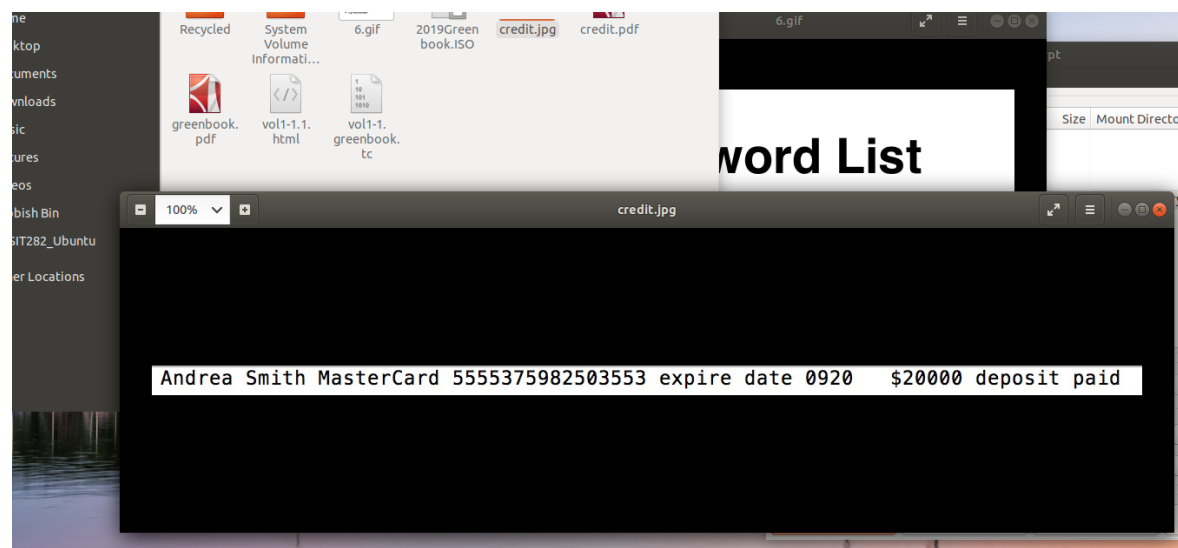 me
ktop
cuments
wnloads
sic
tures
eos
bish Bin
SIT282_Ubuntu
er Locations
Recycled
System
Volume
Informati...
6.gif
2019Green
book.ISO
credit.jpg
credit.pdf
greenbook.
pdf
vol1-1.1.
html
vol1-1.
greenbook.
tc
6.gif
word List
pt
Size Mount Directo
100%
credit.jpg
Andrea Smith MasterCard 5555375982503553 expire date 0920 $20000 deposit paid